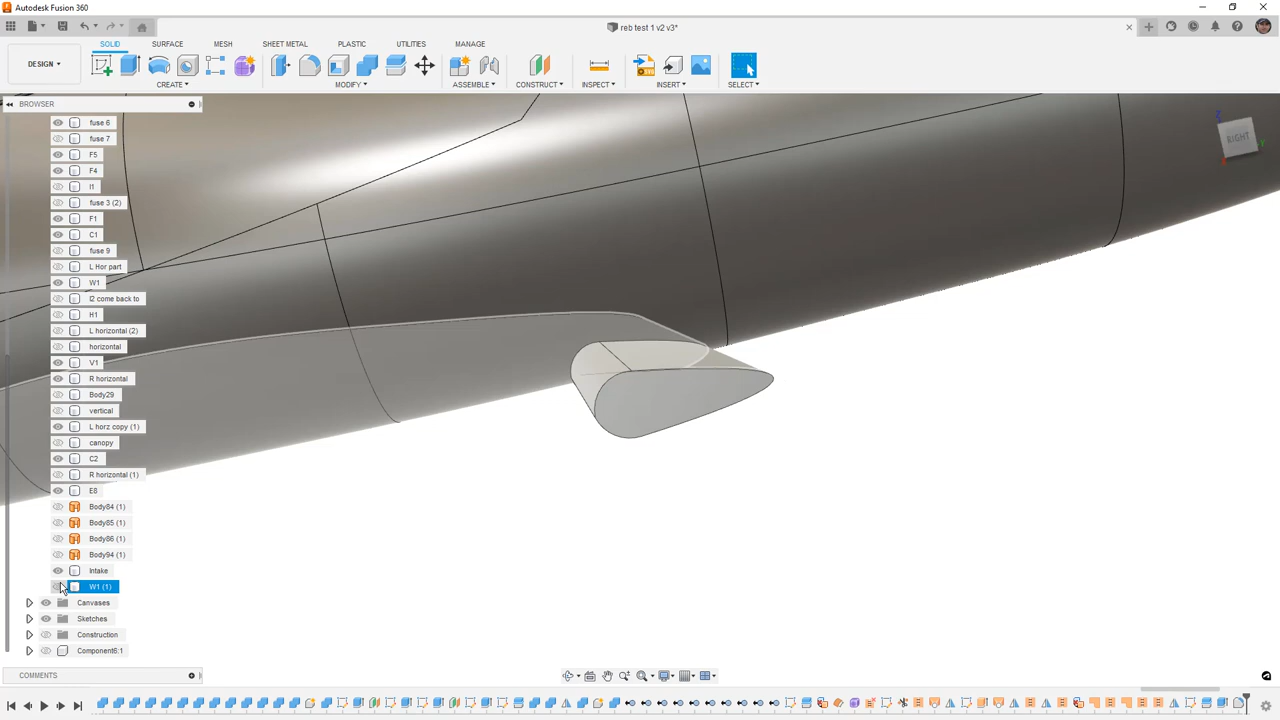 Autodesk Fusion 360
reb test 1 v2 v3*
SOLID SURFACE MESH SHEET METAL PLASTIC UTILITIES MANAGE
DESIGN
CREATE MODIFY ASSEMBLE CONSTRUCT INSPECT INSERT SELECT
BROWSER
RIGHT
fuse 6
fuse 7
F5
F4
I1
fuse 3 (2)
F1
C1
fuse 9
L Hor part
W1
I2 come back to
H1
L horizontal (2)
horizontal
V1
R horizontal
Body29
vertical
L horz copy (1)
canopy
C2
R horizontal (1)
E8
Body84 (1)
Body85 (1)
Body86 (1)
Body94 (1)
Intake
W1 (1)
Canvases
Sketches
Construction
Component6:1
COMMENTS